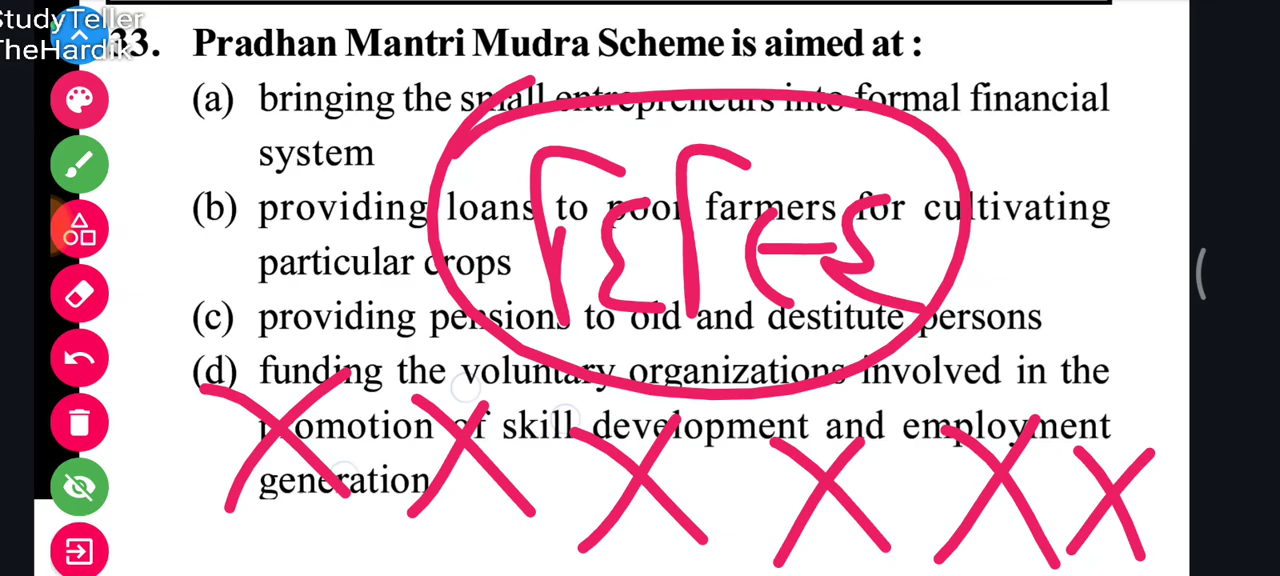 StudyTeller
TheHardik
33. Pradhan Mantri Mudra Scheme is aimed at :
(a) bringing the small entrepreneurs into formal financial
system
(b) providing loans to poor farmers for cultivating
particular crops
(c) providing pensions to old and destitute persons
(d) funding the voluntary organizations involved in the
promotion of skill development and employment
generation